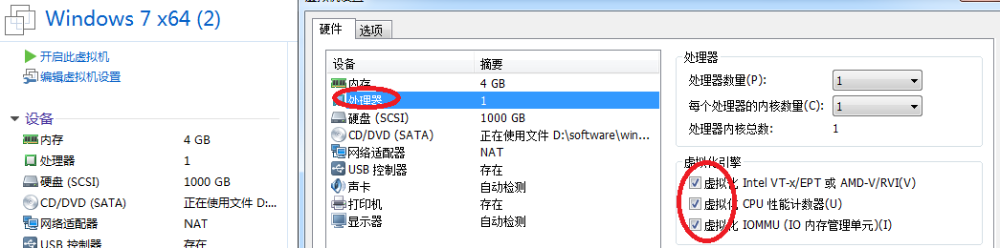 Windows 7 x64 (2)
开启此虚拟机
编辑虚拟机设置
设备
内存 4 GB
处理器 1
硬盘 (SCSI) 1000 GB
CD/DVD (SATA) 正在使用文件 D:...
网络适配器 NAT
USB 控制器 存在
硬件 选项
设备 摘要
内存 4 GB
处理器 1
硬盘 (SCSI) 1000 GB
CD/DVD (SATA) 正在使用文件 D:\software\win...
网络适配器 NAT
USB 控制器 存在
声卡 自动检测
打印机 存在
显示器 自动检测
处理器
处理器数量(P): 1
每个处理器的内核数量(C): 1
处理器内核总数: 1
虚拟化引擎
虚拟化 Intel VT-x/EPT 或 AMD-V/RVI(V)
虚拟化 CPU 性能计数器(U)
虚拟化 IOMMU (IO 内存管理单元)(I)